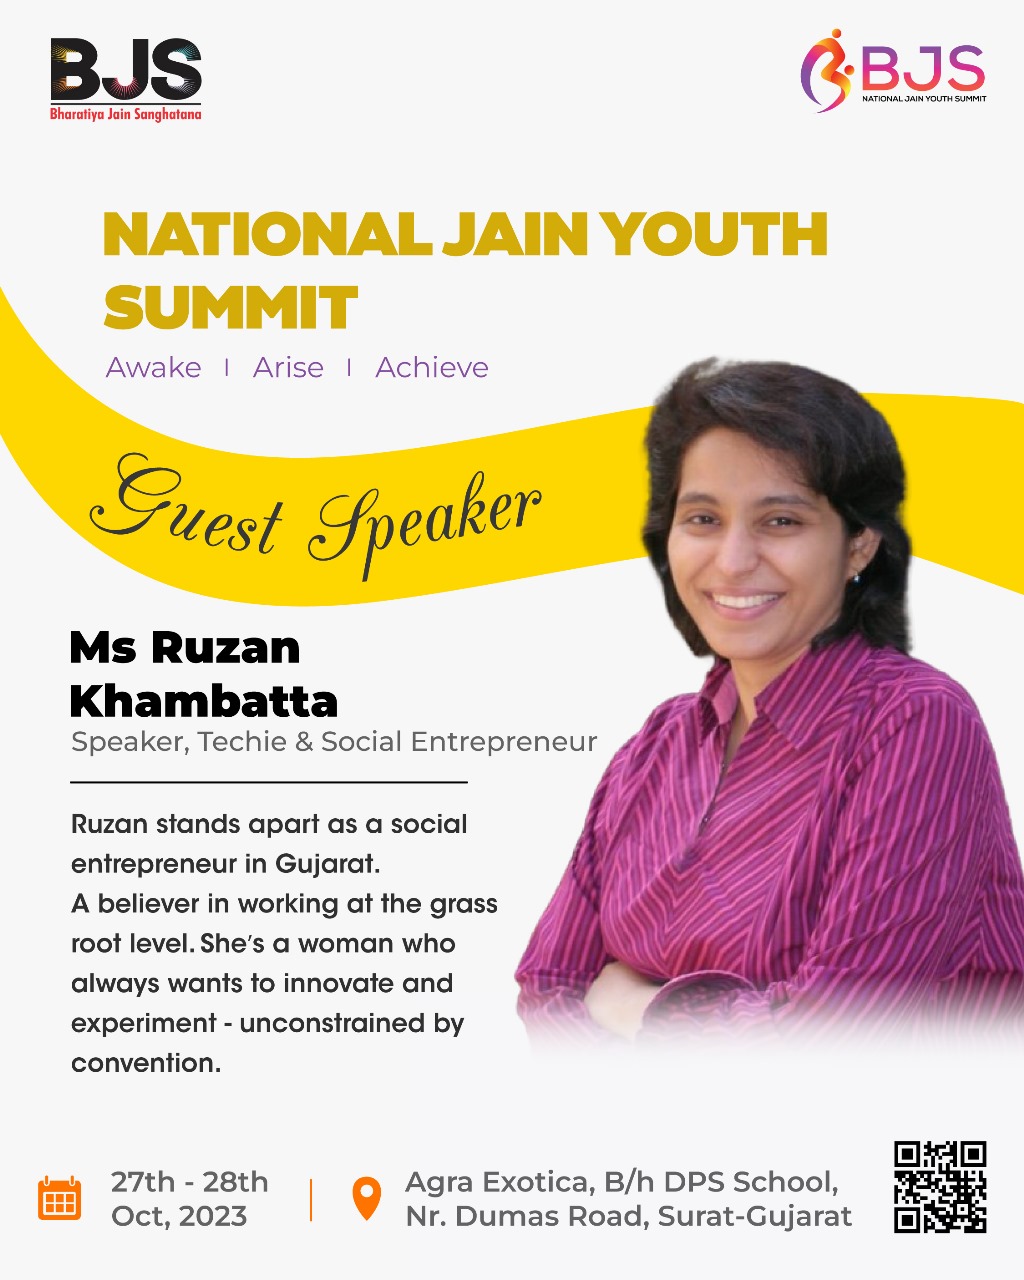 BJS
Bharatiya Jain Sanghatana
BJS
NATIONAL JAIN YOUTH SUMMIT
NATIONAL JAIN YOUTH
SUMMIT
Awake | Arise | Achieve
Guest Speaker
Ms Ruzan
Khambatta
Speaker, Techie & Social Entrepreneur
Ruzan stands apart as a social
entrepreneur in Gujarat.
A believer in working at the grass
root level. She's a woman who
always wants to innovate and
experiment - unconstrained by
convention.
27th - 28th
Oct, 2023
Agra Exotica, B/h DPS School,
Nr. Dumas Road, Surat-Gujarat